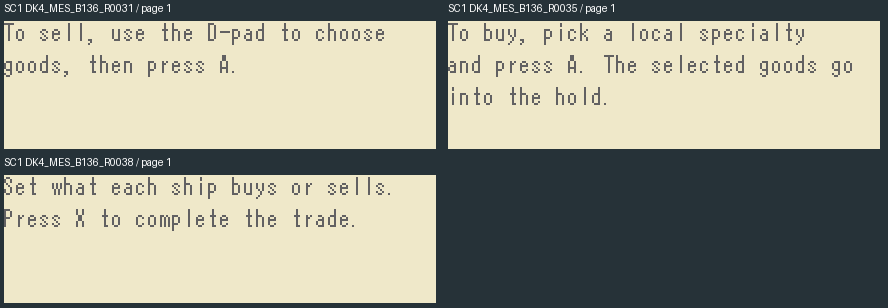 SC1 DK4_MES_B136_R0031 / page 1
To sell, use the D-pad to choose
goods, then press A.
SC1 DK4_MES_B136_R0035 / page 1
To buy, pick a local specialty
and press A. The selected goods go
into the hold.
SC1 DK4_MES_B136_R0038 / page 1
Set what each ship buys or sells.
Press X to complete the trade.